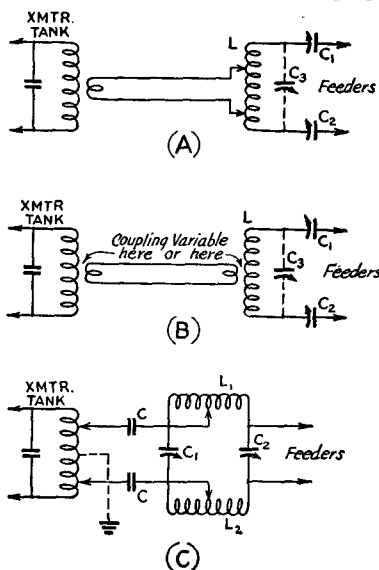 XMTR.
TANK
L
C1
C3
Feeders
C2
(A)
XMTR.
TANK
L
Coupling Variable
here or here
C1
C3
Feeders
C2
(B)
XMTR.
TANK
L1
C
C1
C2
Feeders
C
L2
(C)